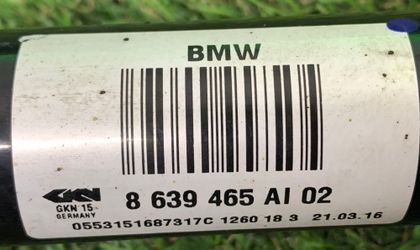 BMW
GKN
8 639 465 AI 02
GKN 15
GERMANY
0553151687317C 1260 18 3 21.03.16